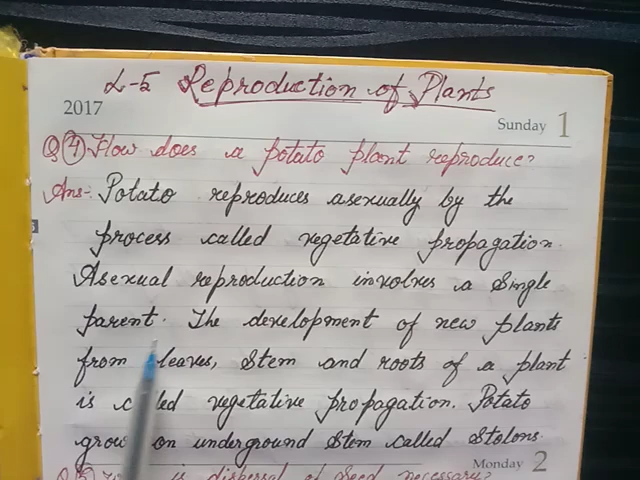 L-5 Reproduction of Plants
2017
Sunday 1
Q 4 How does a potato plant reproduce?
Ans:- Potato reproduces asexually by the
process called vegetative propagation.
Asexual reproduction involves a single
parent. The development of new plants
from leaves, stem and roots of a plant
is called vegetative propagation. Potato
grow on underground stem called stolons.
Monday 2
Q 5 is dispersal of seed necessary?